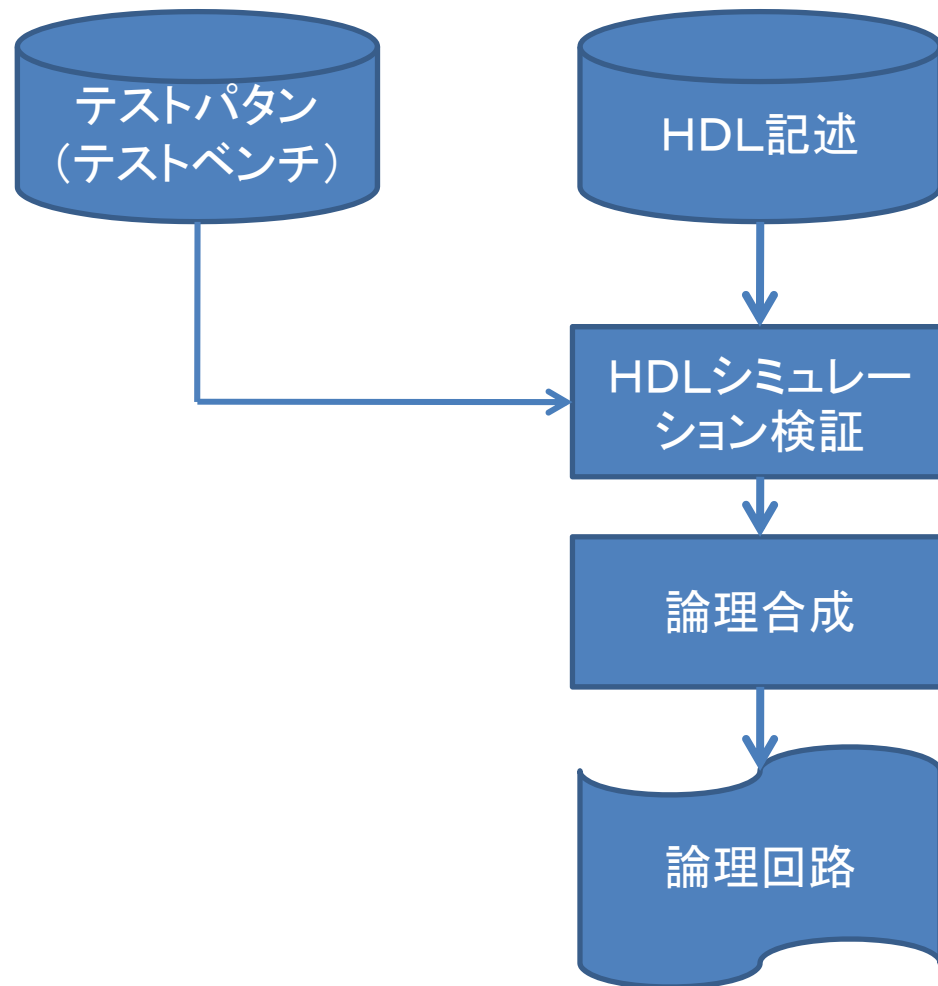 テストパタン
（テストベンチ）
ＨＤＬ記述
ＨＤＬシミュレー
ション検証
論理合成
論理回路